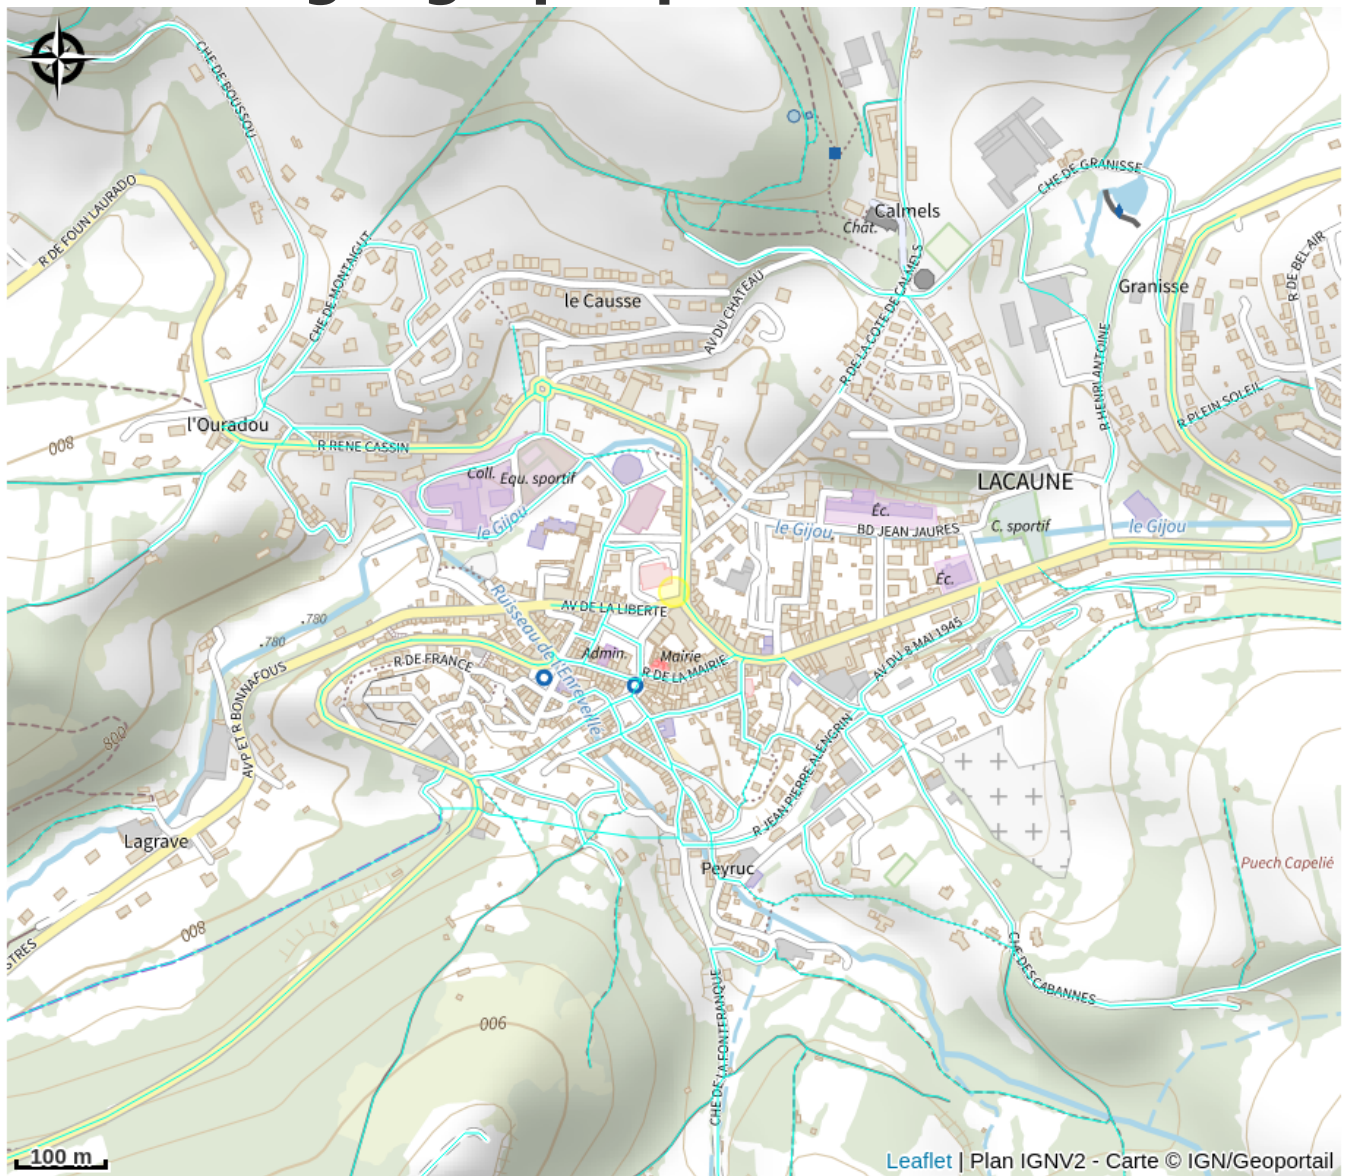 CHE DE BOUSSOU
R DE FOUN LAURADO
CHE DE MONTAIGUT
CHE DE GRANISSE
Calmels
Chât.
R DE BEL AIR
Granisse
le Causse
AV DU CHATEAU
R DE LA COTE DE CALMELS
R HENRI ANTOINE
R PLEIN SOLEIL
l'Ouradou
800
R RENE CASSIN
Coll.
Equ. sportif
LACAUNE
le Gijou
Éc.
le Gijou
BD JEAN JAURES
C. sportif
le Gijou
Éc.
Ruisseau de l'Enreveillé
AV DE LA LIBERTE
780
780
R DE FRANCE
Admin.
Mairie
R DE LA MAIRIE
AV DU 8 MAI 1945
AV P ET R BONNAFOUS
800
R JEAN PIERRE ALENGRIN
Lagrave
Peyruc
Puech Capelié
800
STRES
CHE DES CABANNES
900
CHE DE LA FONTFRANQUE
100 m
Leaflet | Plan IGNV2 - Carte © IGN/Geoportail